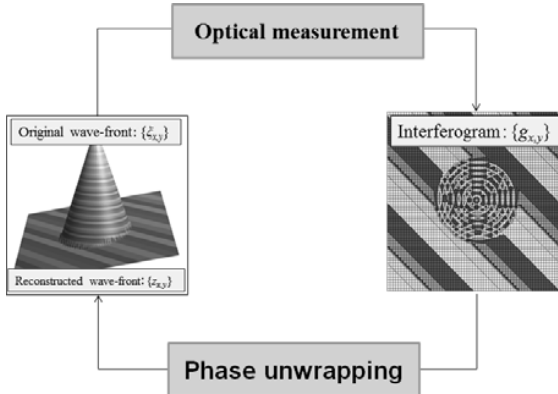 Optical measurement
Original wave-front: {ξx,y}
Interferogram: {gx,y}
Reconstructed wave-front: {zx,y}
Phase unwrapping